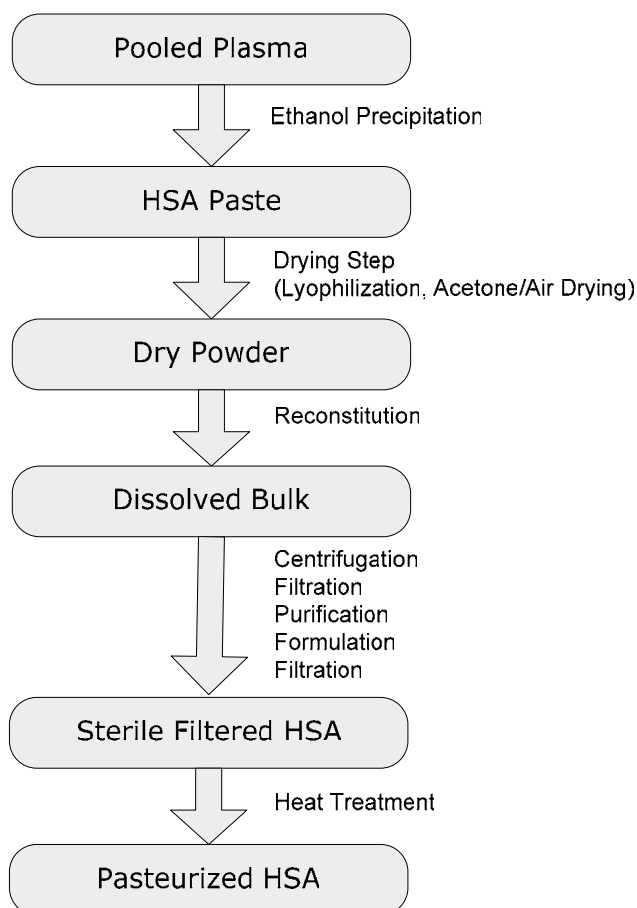 Pooled Plasma
Ethanol Precipitation
HSA Paste
Drying Step
(Lyophilization, Acetone/Air Drying)
Dry Powder
Reconstitution
Dissolved Bulk
Centrifugation
Filtration
Purification
Formulation
Filtration
Sterile Filtered HSA
Heat Treatment
Pasteurized HSA